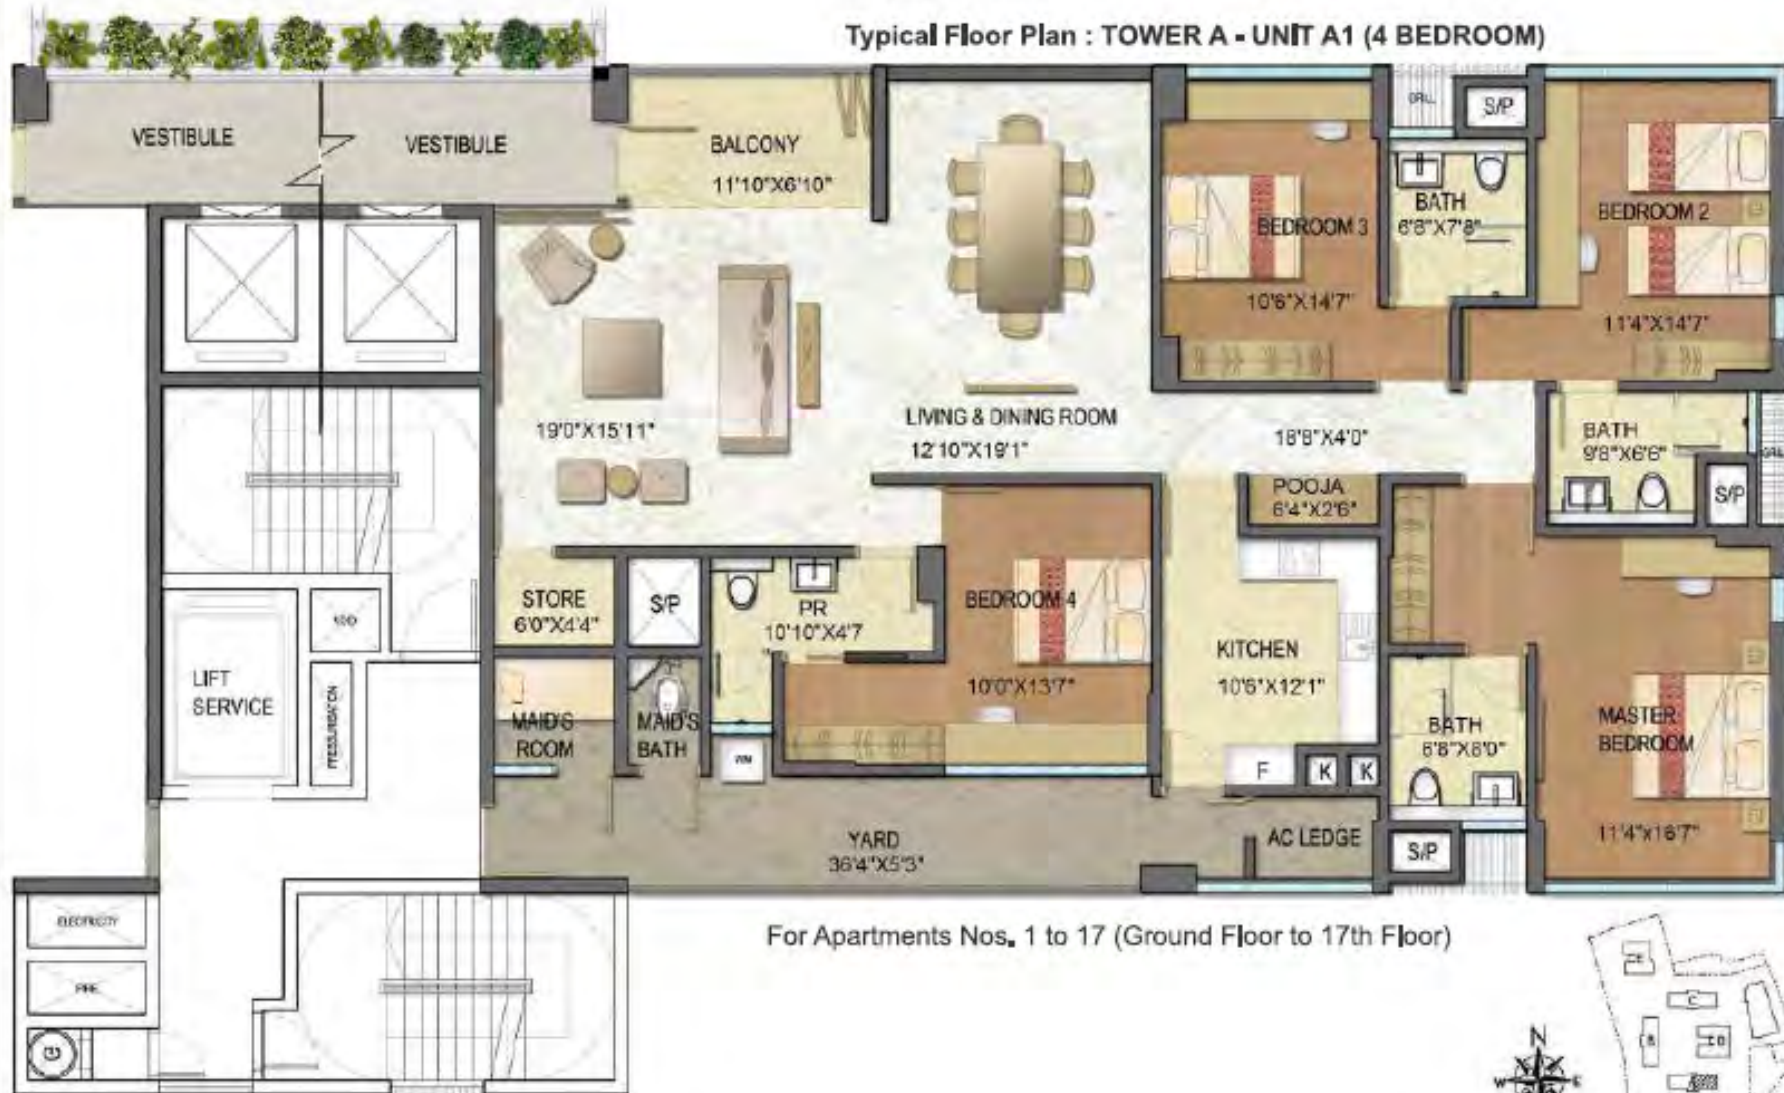 Typical Floor Plan : TOWER A - UNIT A1 (4 BEDROOM)
VESTIBULE
VESTIBULE
BALCONY
11'10"X6'10"
S/P
BATH
6'8"X7'8"
BEDROOM 3
10'6"X14'7"
BEDROOM 2
11'4"X14'7"
19'0"X15'11"
LIVING & DINING ROOM
12'10"X19'1"
18'8"X4'0"
BATH
9'8"X6'6"
S/P
POOJA
6'4"X2'6"
STORE
6'0"X4'4"
S/P
PR
10'10"X4'7
BEDROOM 4
10'0"X13'7"
KITCHEN
10'6"X12'1"
LIFT
SERVICE
PRESSURISATION
MAID'S
ROOM
MAID'S
BATH
WM
F
K
K
BATH
6'8"X8'0"
MASTER
BEDROOM
11'4"x16'7"
YARD
36'4"X5'3"
AC LEDGE
S/P
ELECTRICITY
FIRE
For Apartments Nos. 1 to 17 (Ground Floor to 17th Floor)
N
W
E
C